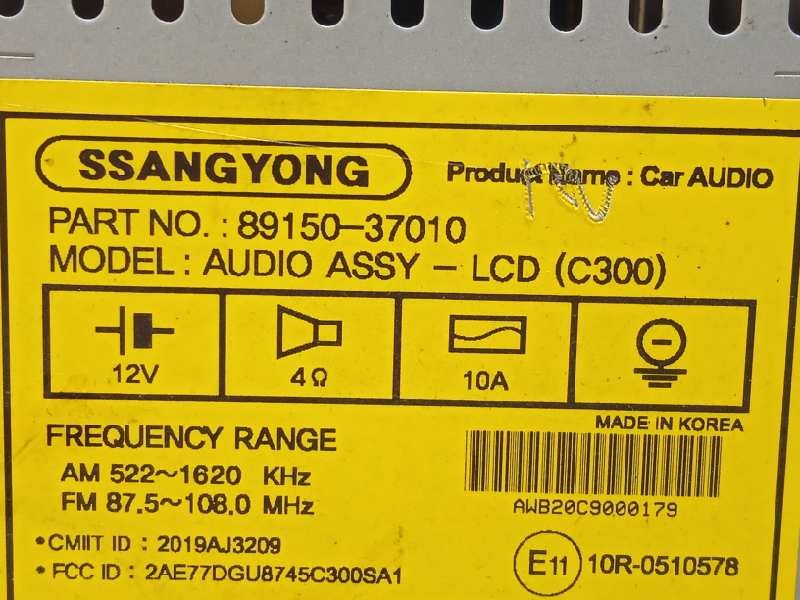 SSANGYONG
Product Name : Car AUDIO
PART NO. : 89150-37010
MODEL : AUDIO ASSY - LCD (C300)
12V
4Ω
10A
MADE IN KOREA
FREQUENCY RANGE
AM 522~1620 KHz
FM 87.5~108.0 MHz
AWB20C9000179
•CMIIT ID : 2019AJ3209
•FCC ID : 2AE77DGU8745C300SA1
E11 10R-0510578